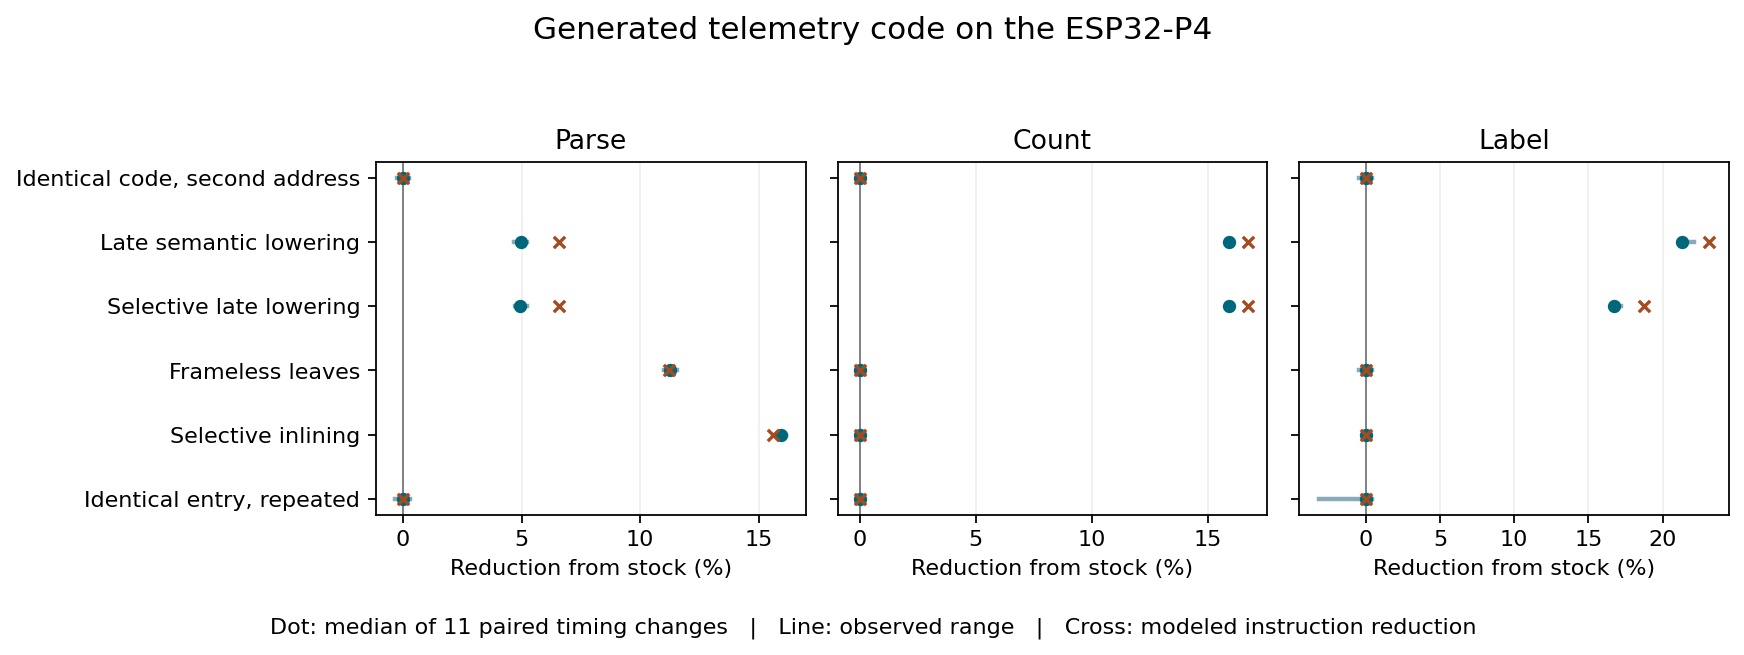 Generated telemetry code on the ESP32-P4
Parse
Count
Label
Identical code, second address
Late semantic lowering
Selective late lowering
Frameless leaves
Selective inlining
Identical entry, repeated
0 5 10 15
0 5 10 15
0 5 10 15 20
Reduction from stock (%)
Reduction from stock (%)
Reduction from stock (%)
Dot: median of 11 paired timing changes | Line: observed range | Cross: modeled instruction reduction